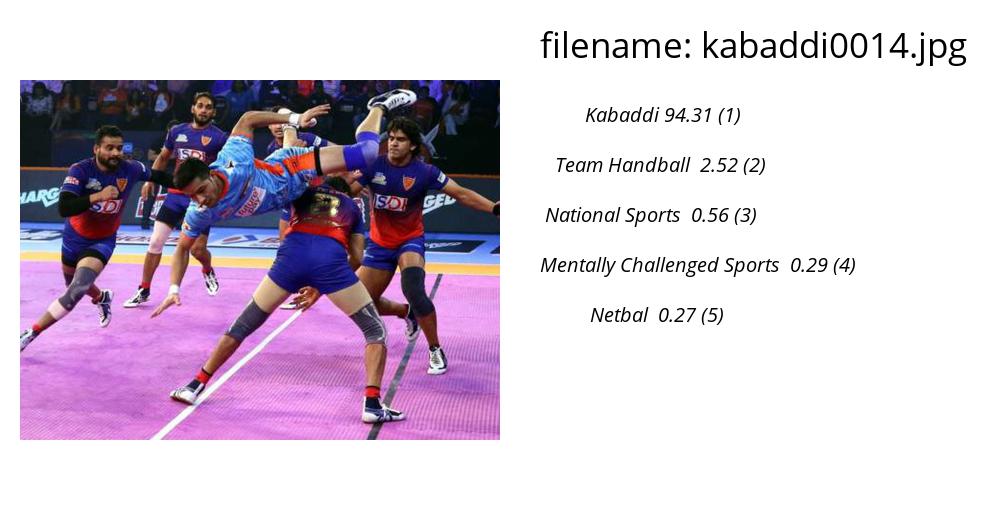 filename: kabaddi0014.jpg
Kabaddi 94.31 (1)
Team Handball 2.52 (2)
National Sports 0.56 (3)
Mentally Challenged Sports 0.29 (4)
Netbal 0.27 (5)